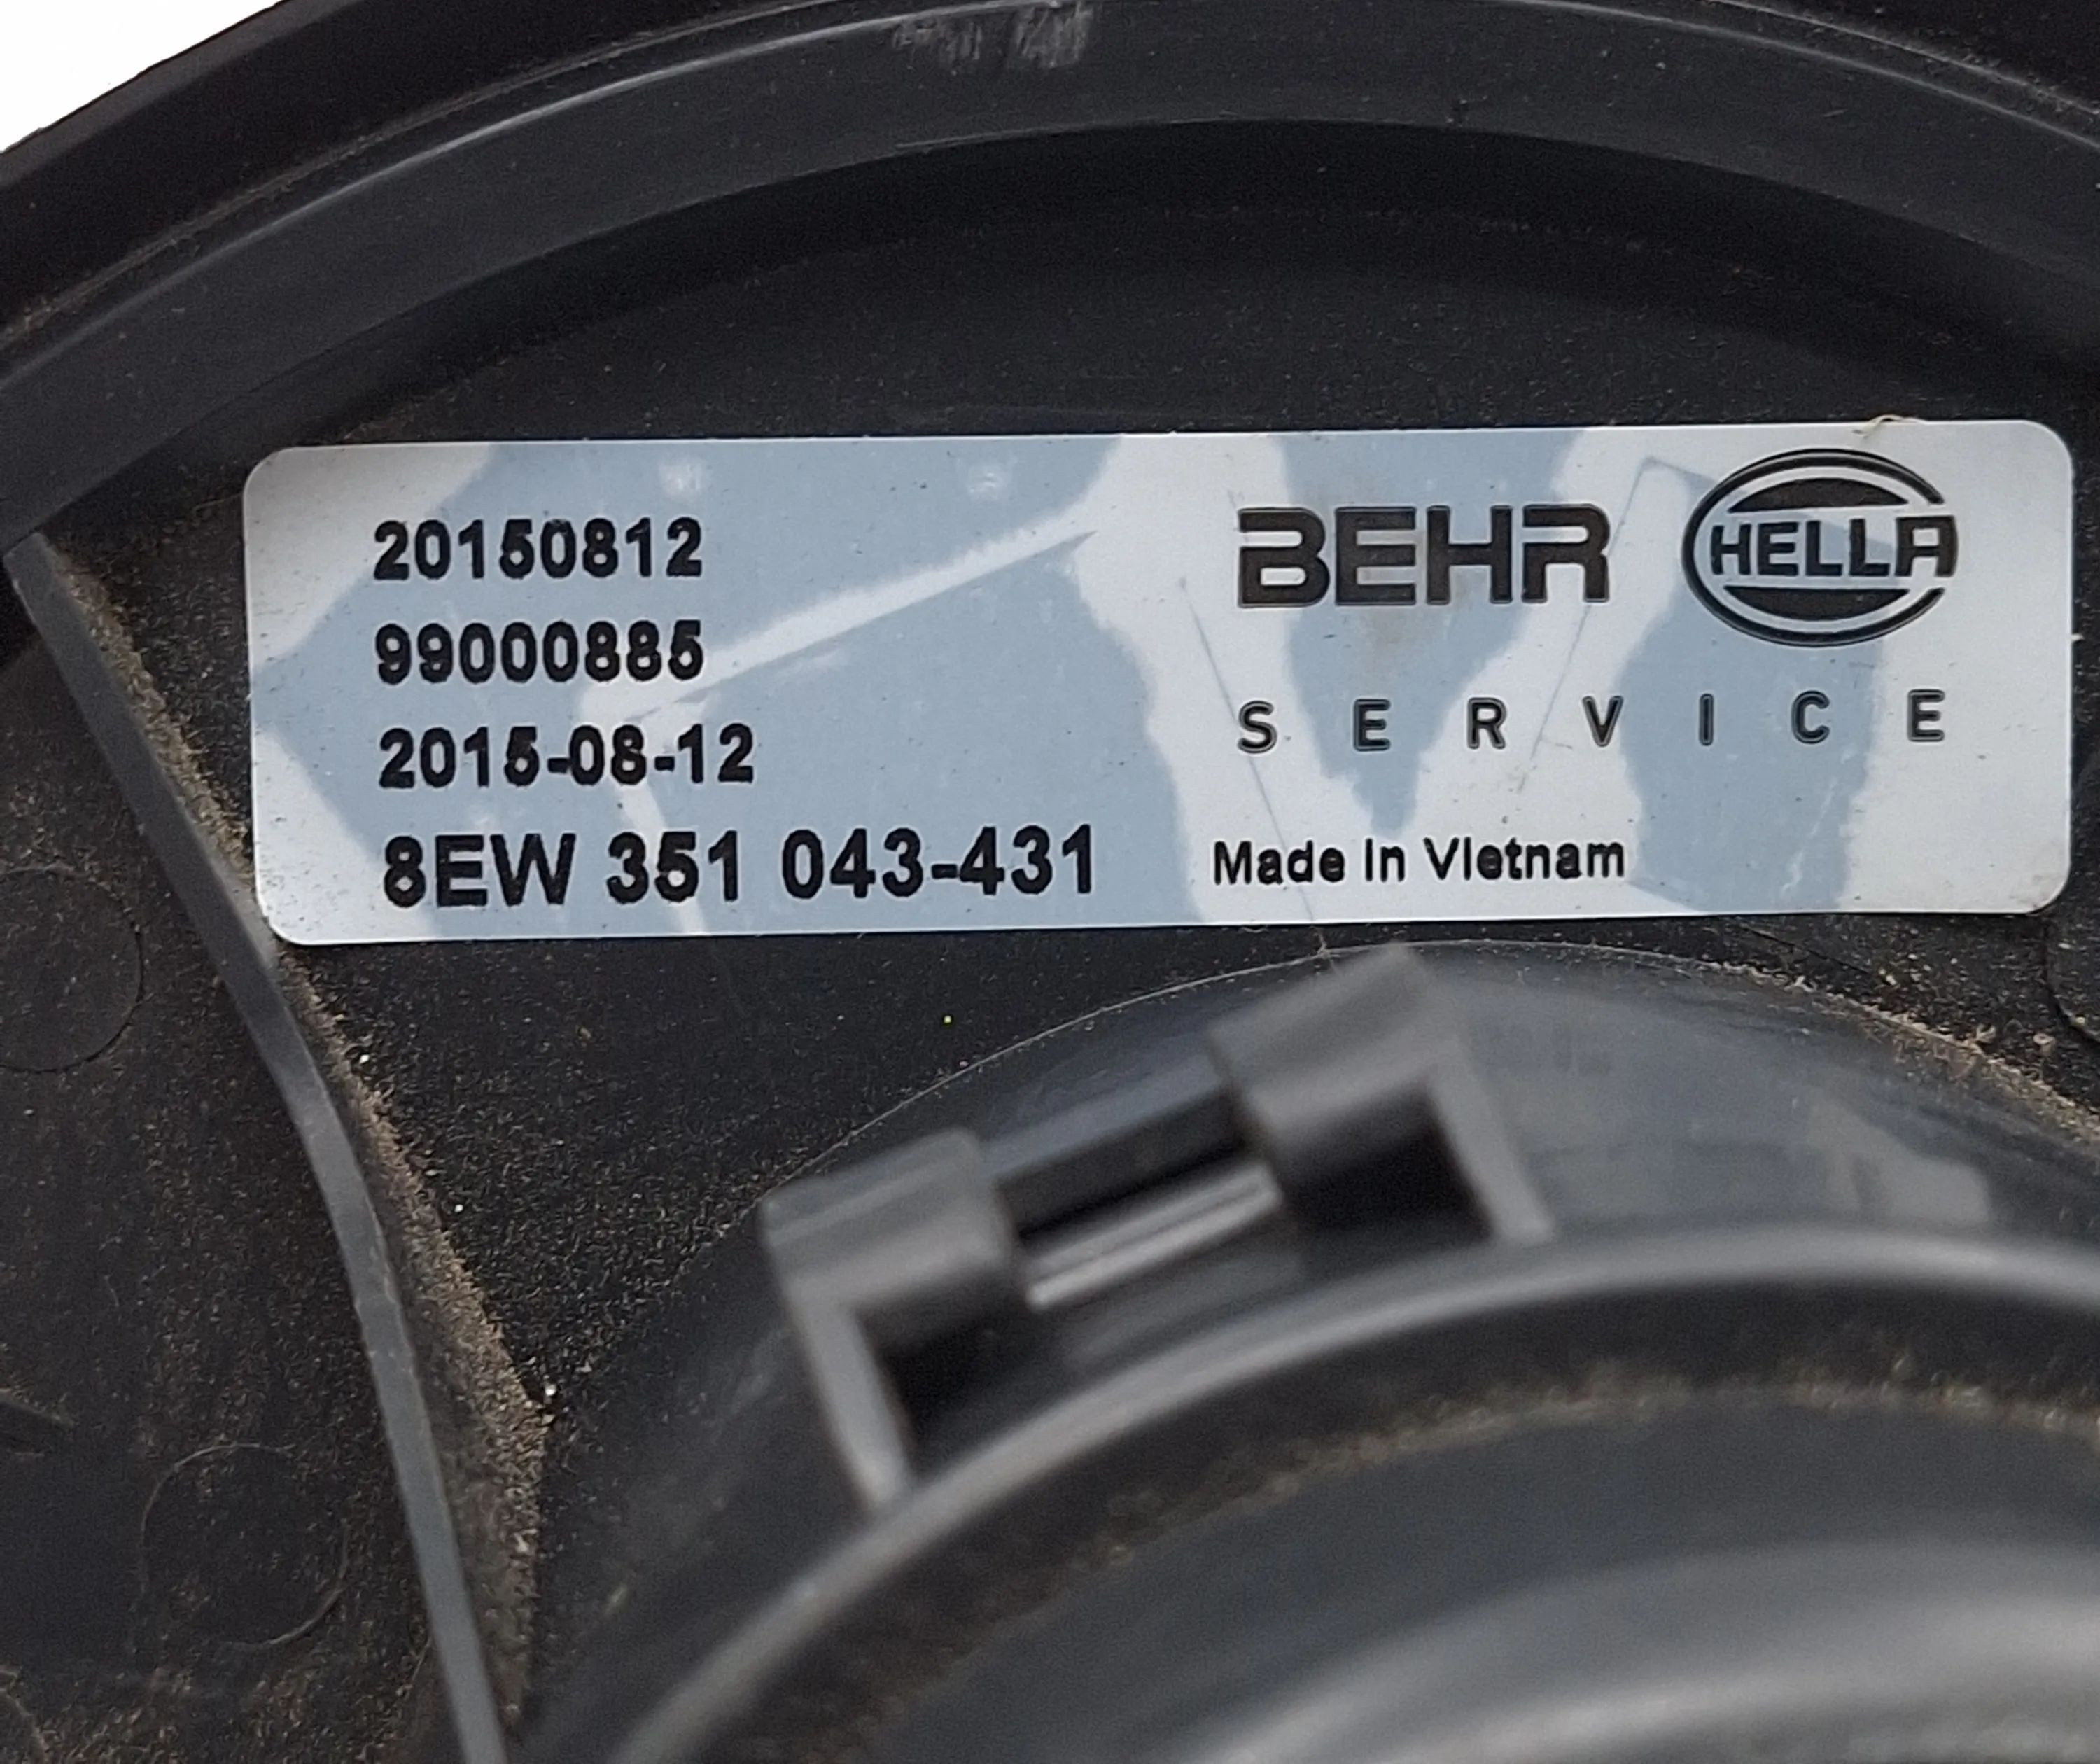 20150812
99000885
2015-08-12
8EW 351 043-431
BEHR HELLA
SERVICE
Made In Vietnam